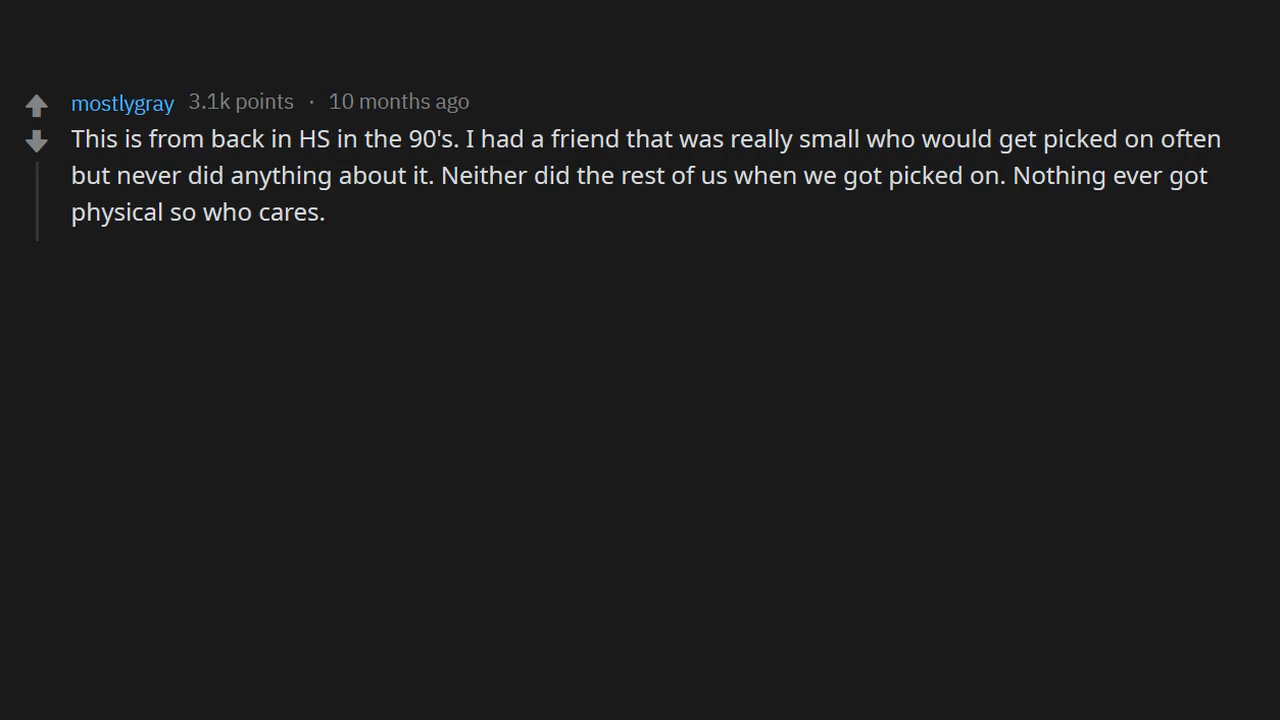 mostlygray 3.1k points · 10 months ago
This is from back in HS in the 90's. I had a friend that was really small who would get picked on often
but never did anything about it. Neither did the rest of us when we got picked on. Nothing ever got
physical so who cares.